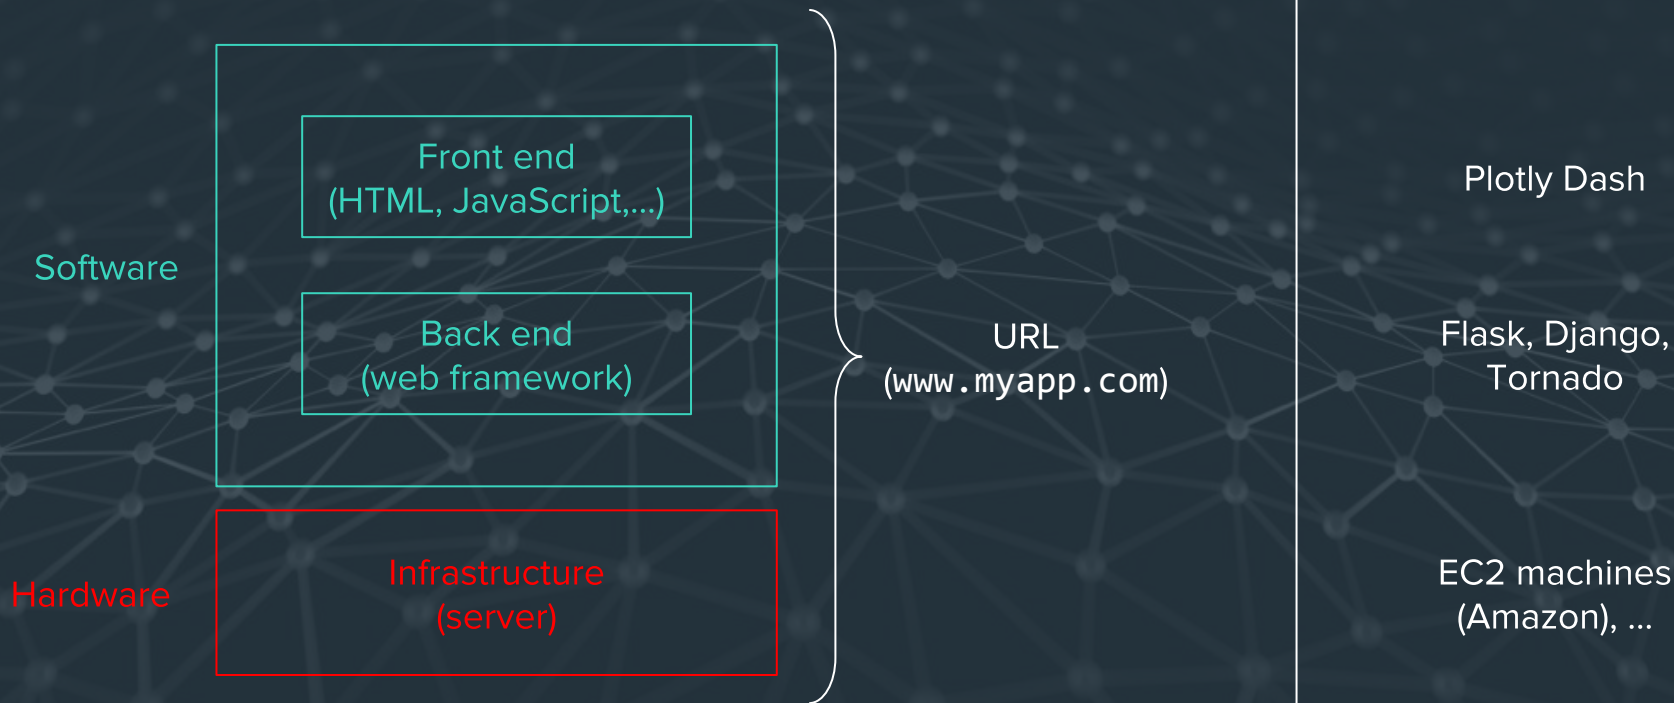 Front end
(HTML, JavaScript,...)
Software
Back end
(web framework)
Hardware
Infrastructure
(server)
URL
(www.myapp.com)
Plotly Dash
Flask, Django,
Tornado
EC2 machines
(Amazon), ...